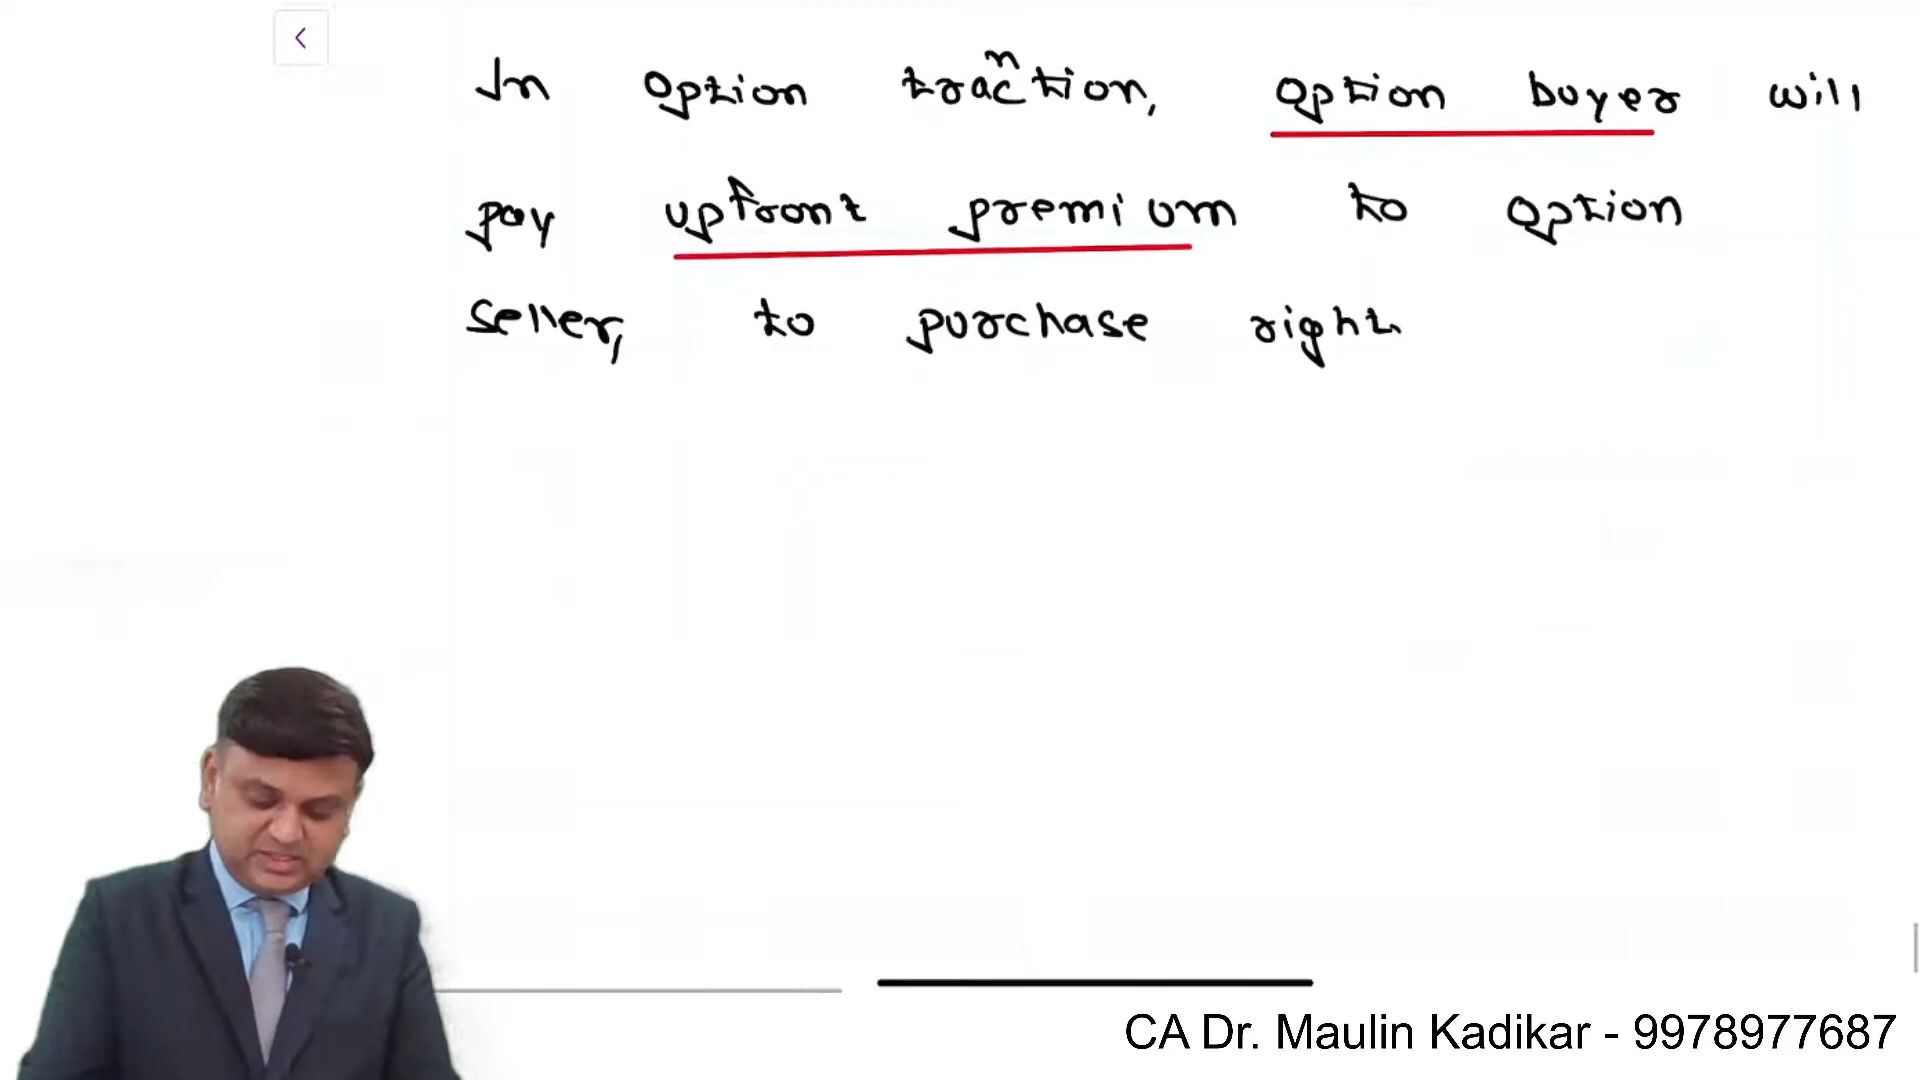 In option tracⁿtion, option buyer will
pay upfront premium to option
seller, to purchase right.
CA Dr. Maulin Kadikar - 9978977687